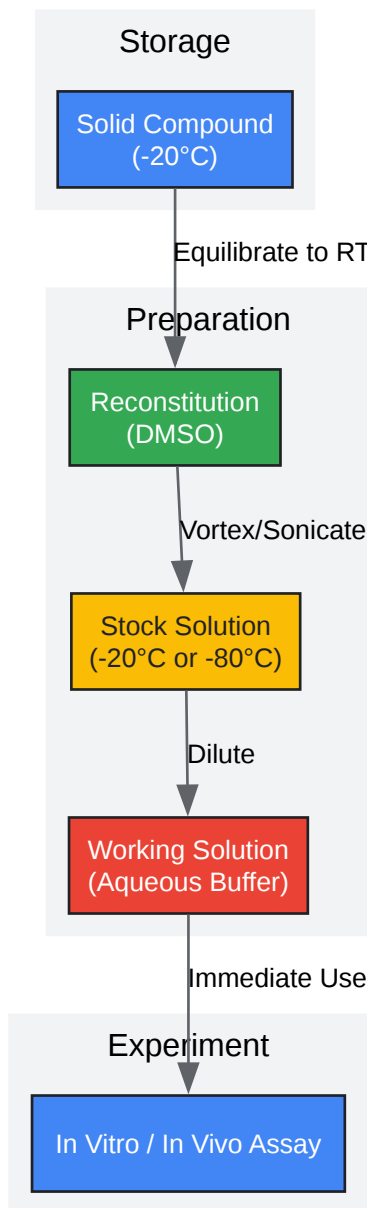 Storage
Solid Compound
(-20°C)
Equilibrate to RT
Preparation
Reconstitution
(DMSO)
Vortex/Sonicate
Stock Solution
(-20°C or -80°C)
Dilute
Working Solution
(Aqueous Buffer)
Immediate Use
Experiment
In Vitro / In Vivo Assay